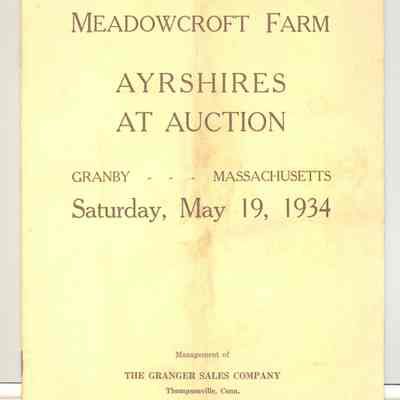 MEADOWCROFT FARM
AYRSHIRES
AT AUCTION
GRANBY - - - MASSACHUSETTS
Saturday, May 19, 1934
Management of
THE GRANGER SALES COMPANY
Thompsonville, Conn.